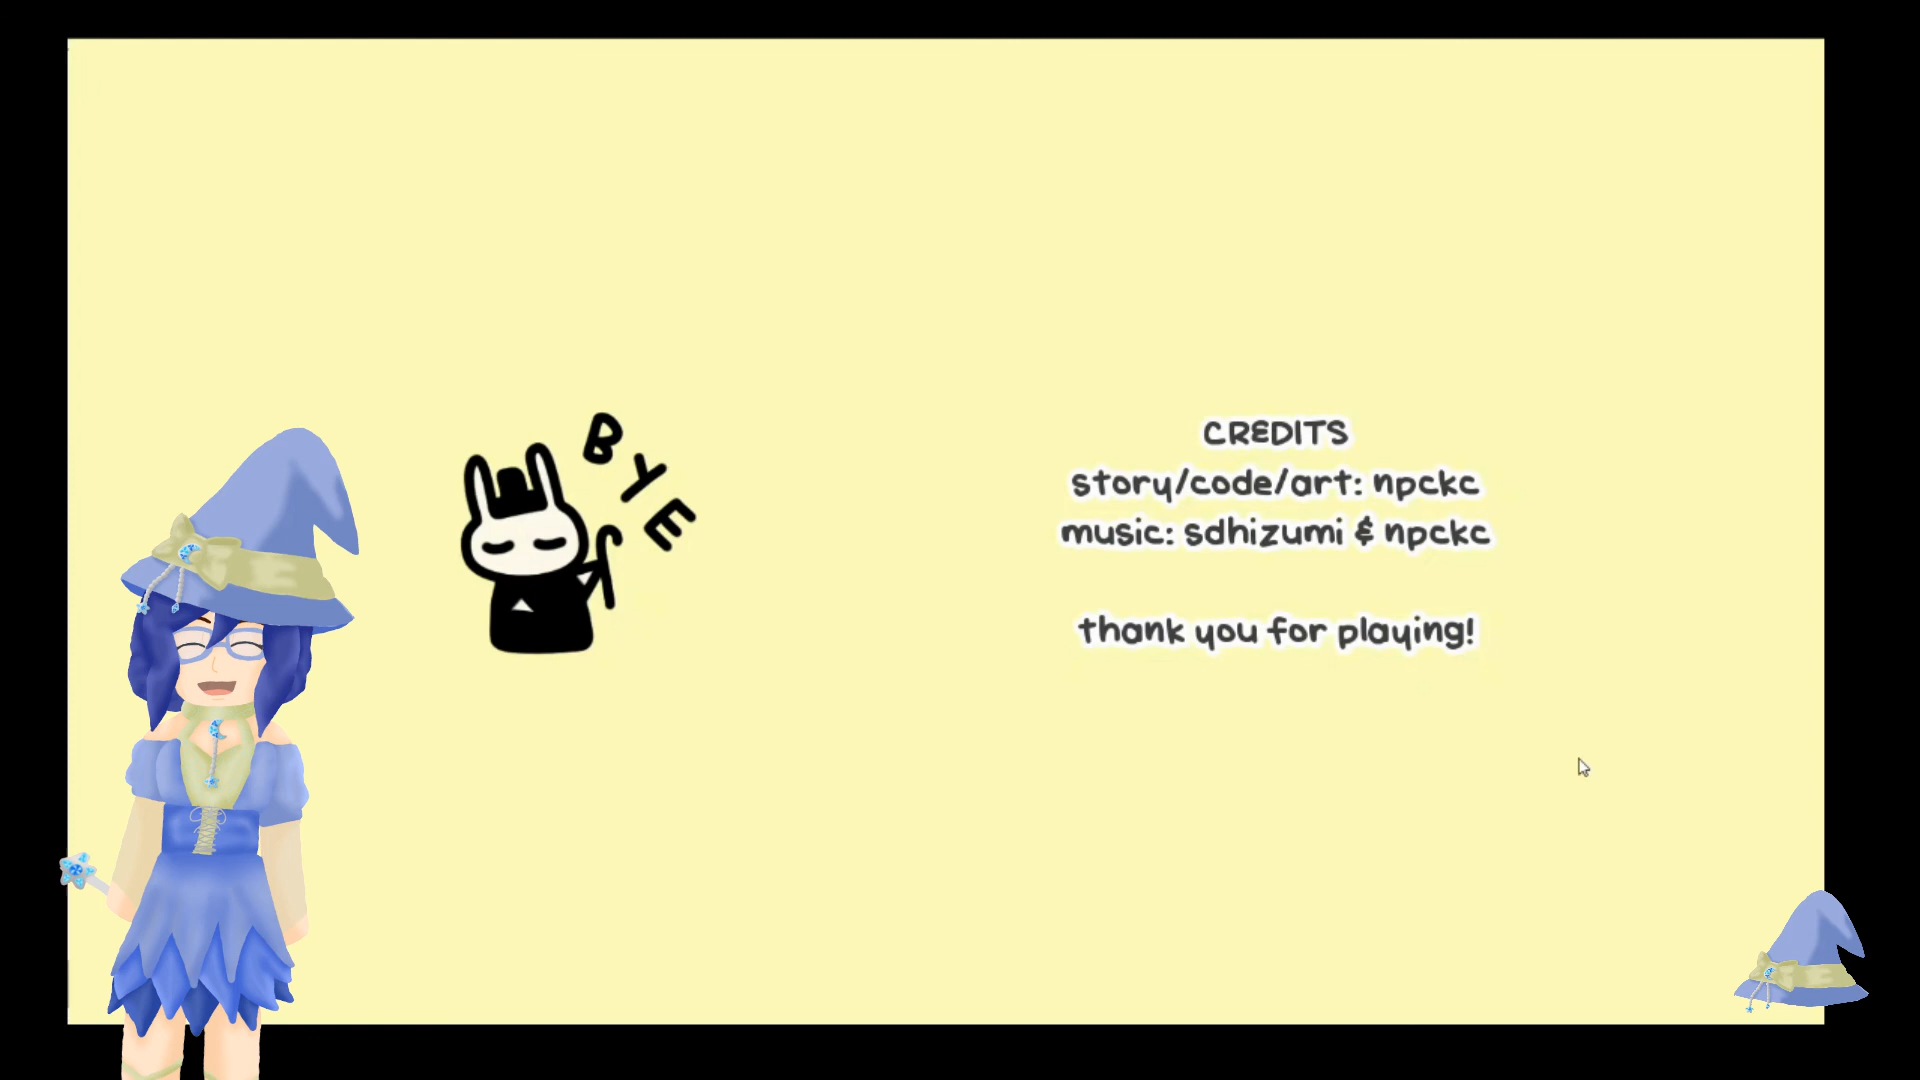 BYE
CREDITS
story/code/art: npckc
music: sdhizumi & npckc
thank you for playing!